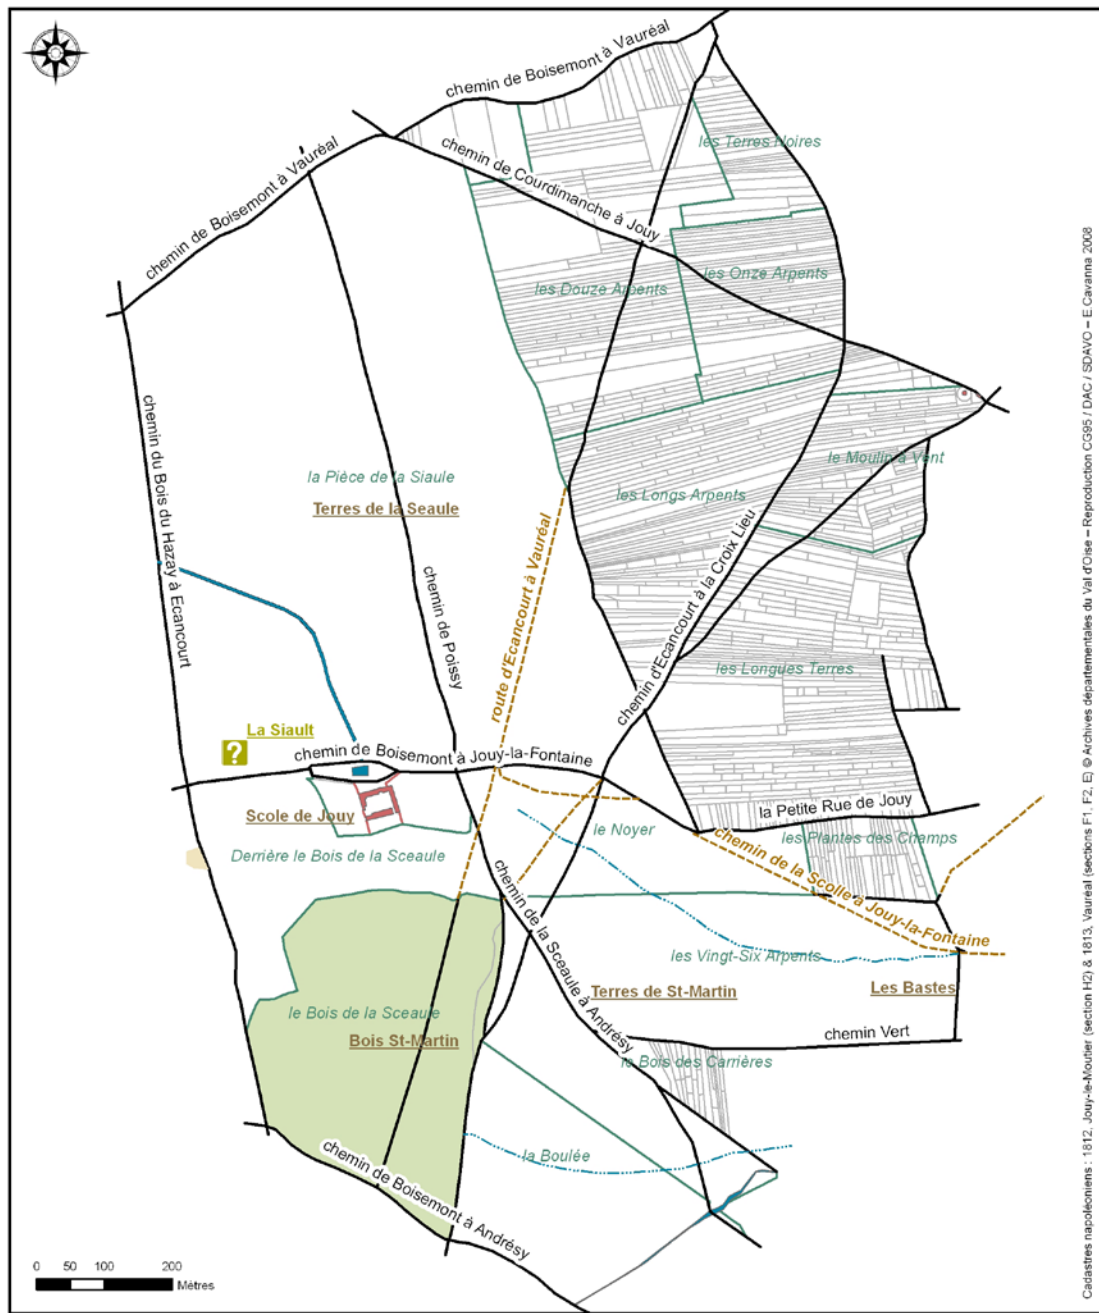 chemin de Boisemont à Vauréal
chemin de Boisemont à Vauréal
les Terres Noires
chemin de Courdimanche à Jouy
les Onze Arpents
les Douze Arpents
chemin du Bois du Hazay à Ecancourt
le Moulin à Vent
la Pièce de la Siaule
les Longs Arpents
Terres de la Seaule
route d'Ecancourt à Vauréal
chemin d'Ecancourt à la Croix Lieu
chemin de Poissy
les Longues Terres
La Siault
?
chemin de Boisemont à Jouy-la-Fontaine
la Petite Rue de Jouy
Scole de Jouy
le Noyer
les Plantes des Champs
Derrière le Bois de la Sceaule
chemin de la Scolle à Jouy-la-Fontaine
chemin de la Sceaule à Andrésy
les Vingt-Six Arpents
Terres de St-Martin
Les Bastes
le Bois de la Sceaule
Bois St-Martin
chemin Vert
le Bois des Carrières
la Boulée
chemin de Boisemont à Andrésy
0 50 100 200
Mètres
Cadastres napoléoniens : 1812, Jouy-le-Moutier (section H2) & 1813, Vauréal (sections F1, F2, E) © Archives départementales du Val d'Oise – Reproduction CG95 / DAC / SDAVO – E.Cavanna 2008